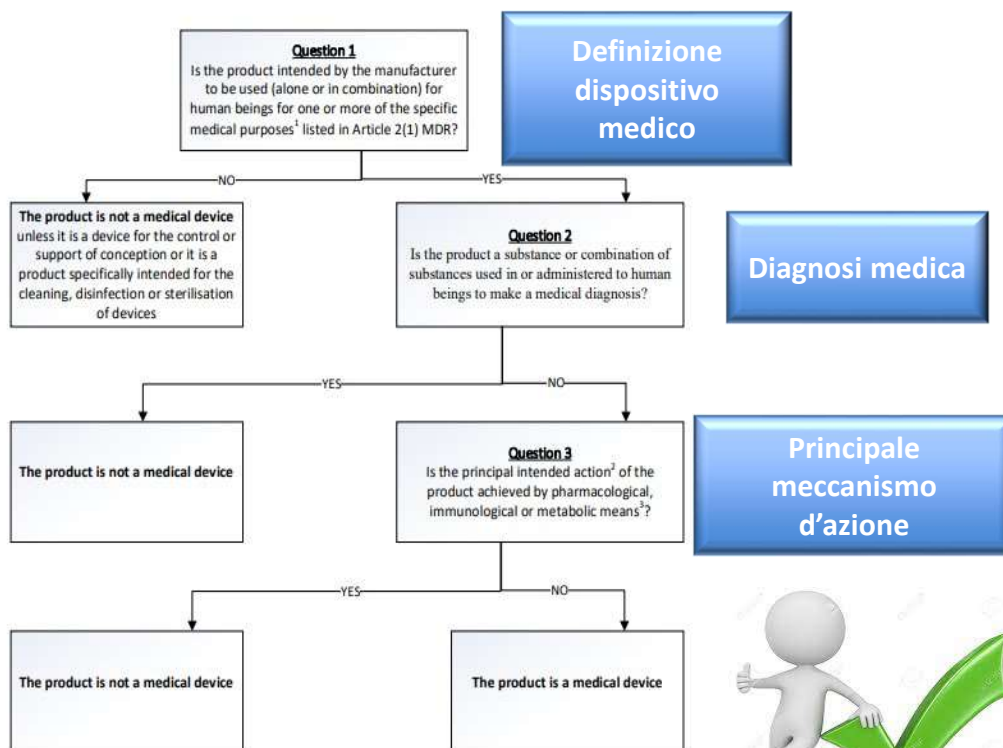 Question 1
Is the product intended by the manufacturer
to be used (alone or in combination) for
human beings for one or more of the specific
medical purposes¹ listed in Article 2(1) MDR?
Definizione
dispositivo
medico
NO
YES
The product is not a medical device
unless it is a device for the control or
support of conception or it is a
product specifically intended for the
cleaning, disinfection or sterilisation
of devices
Question 2
Is the product a substance or combination of
substances used in or administered to human
beings to make a medical diagnosis?
Diagnosi medica
YES
NO
The product is not a medical device
Question 3
Is the principal intended action² of the
product achieved by pharmacological,
immunological or metabolic means³?
Principale
meccanismo
d’azione
YES
NO
The product is not a medical device
The product is a medical device